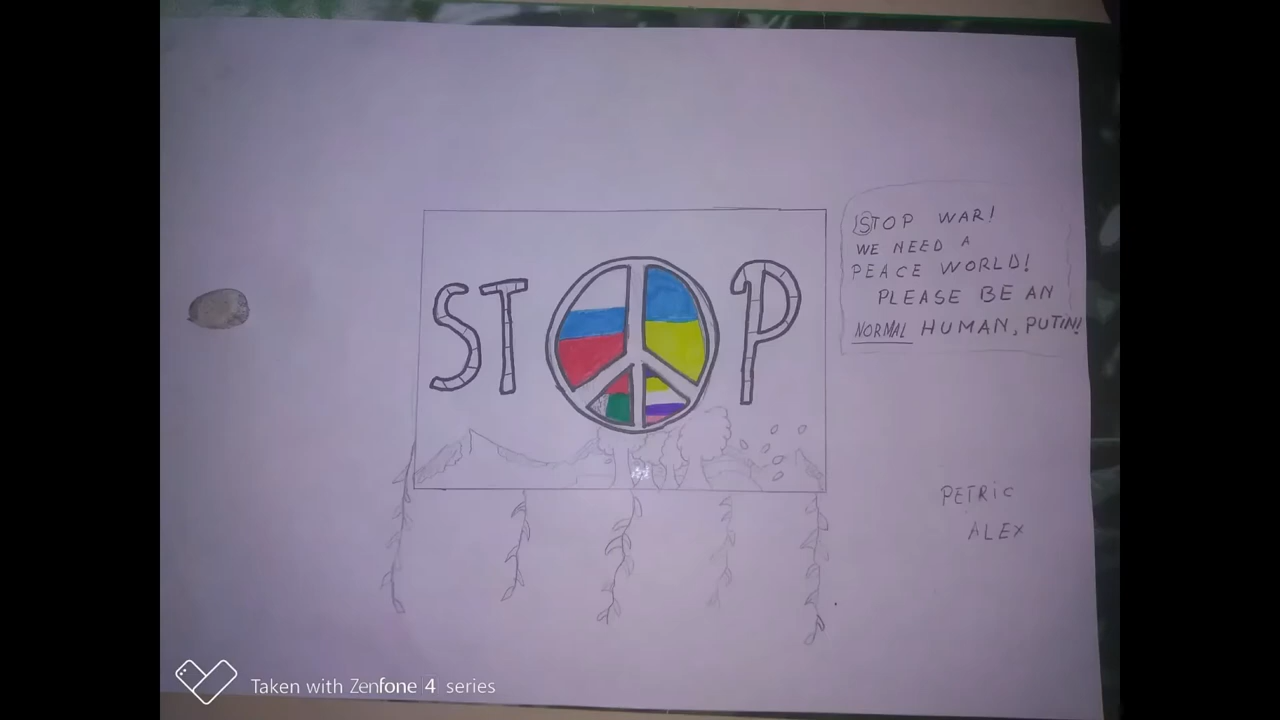 STOP
STOP WAR!
WE NEED A
PEACE WORLD!
PLEASE BE AN
NORMAL HUMAN, PUTIN!
PETRIC
ALEX
Taken with Zenfone 4 series